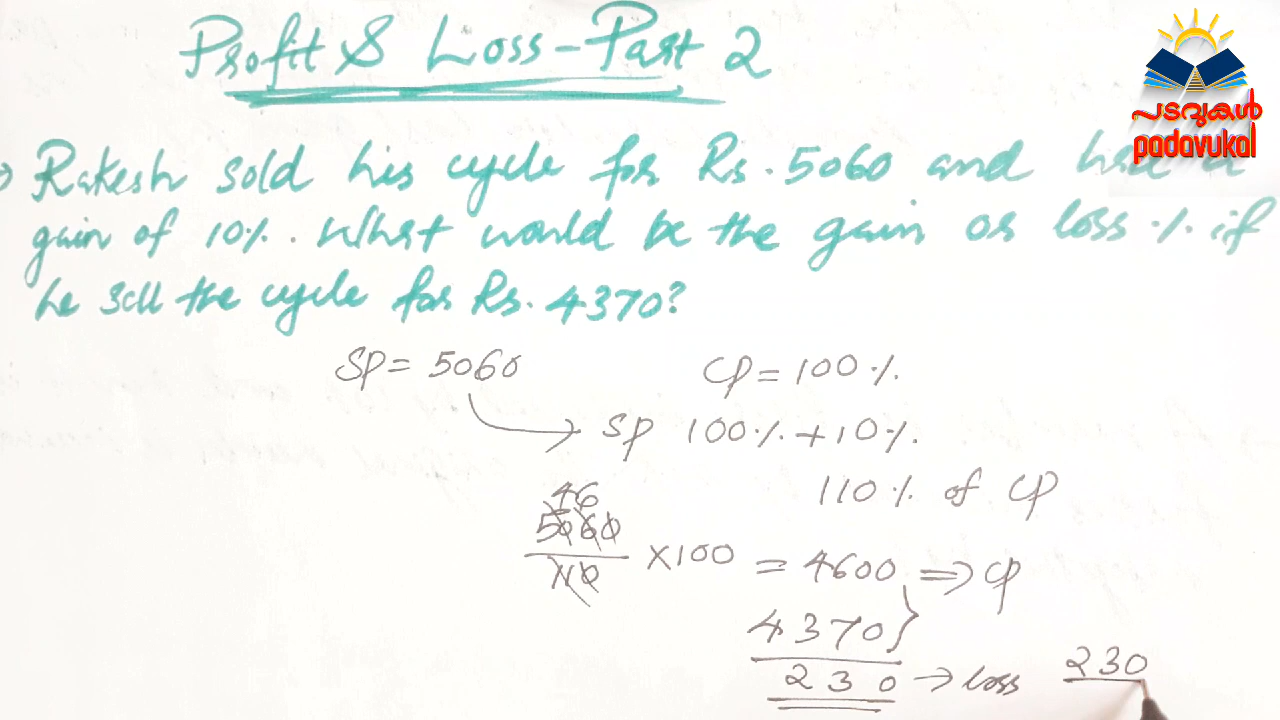 Profit & Loss - Part 2
പടവുകൾ
padavukal
Rakesh sold his cycle for Rs. 5060 and
gain of 10%. What would be the gain or loss % if
he sell the cycle for Rs. 4370?
SP = 5060 CP = 100%
SP 100% + 10%
110% of CP
46
5060
110
×100 = 4600 ⇒ CP
4370
230 → loss 230